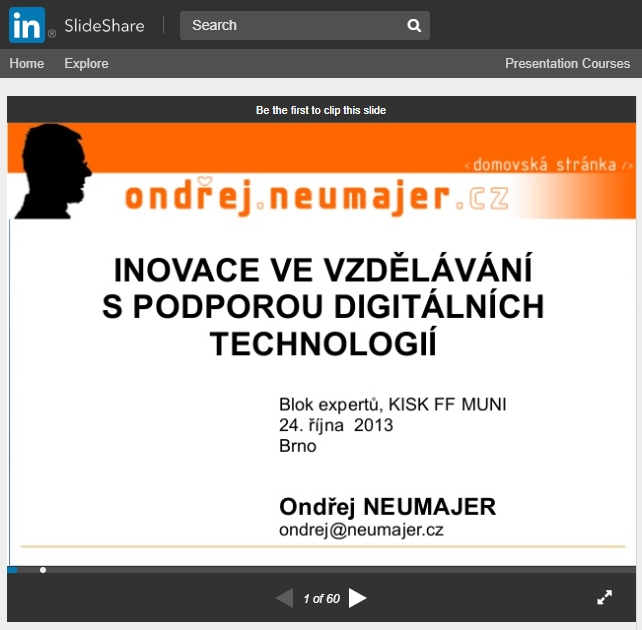 in ® SlideShare Search
Home Explore Presentation Courses
Be the first to clip this slide
< domovská stránka />
ondřej.neumajer.cz
INOVACE VE VZDĚLÁVÁNÍ
S PODPOROU DIGITÁLNÍCH
TECHNOLOGIÍ
Blok expertů, KISK FF MUNI
24. října 2013
Brno
Ondřej NEUMAJER
ondrej@neumajer.cz
1 of 60